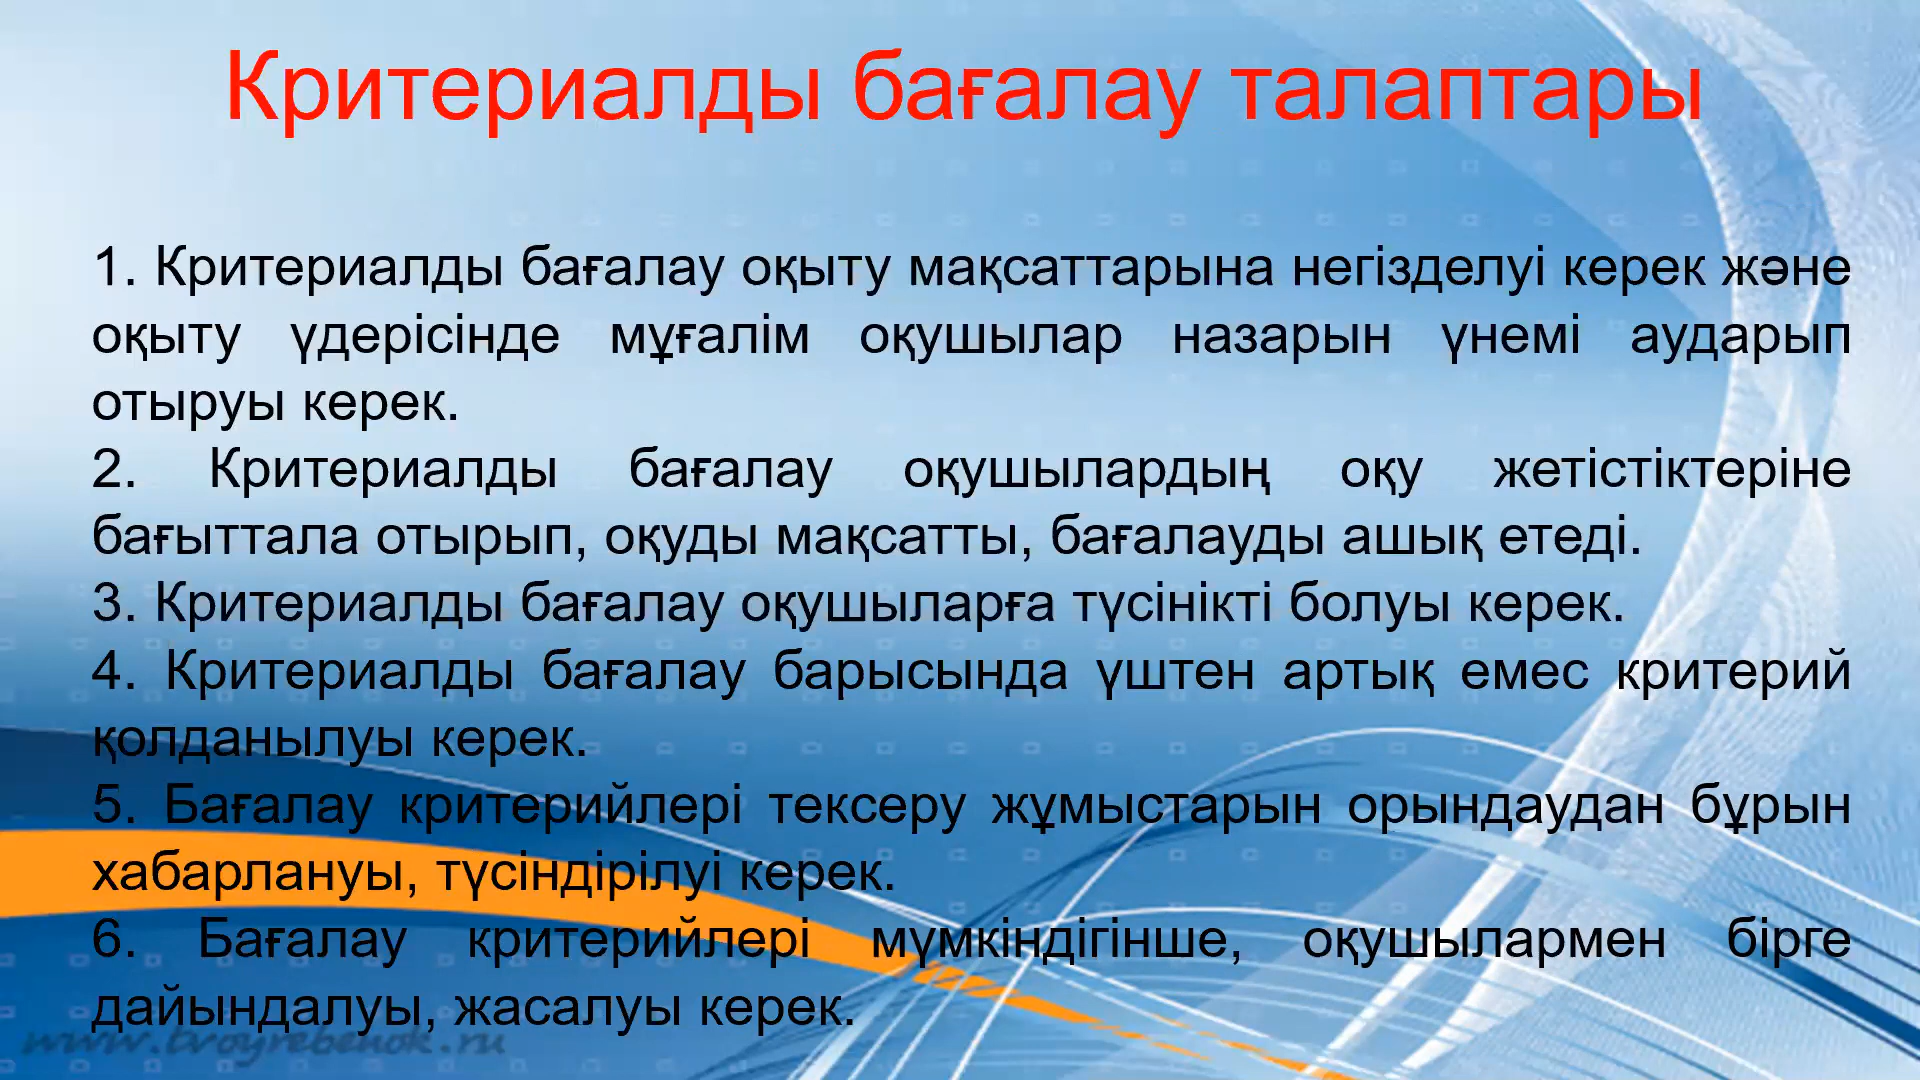 Критериалды бағалау талаптары
1. Критериалды бағалау оқыту мақсаттарына негізделуі керек және
оқыту үдерісінде мұғалім оқушылар назарын үнемі аударып
отыруы керек.
2. Критериалды бағалау оқушылардың оқу жетістіктеріне
бағыттала отырып, оқуды мақсатты, бағалауды ашық етеді.
3. Критериалды бағалау оқушыларға түсінікті болуы керек.
4. Критериалды бағалау барысында үштен артық емес критерий
қолданылуы керек.
5. Бағалау критерийлері тексеру жұмыстарын орындаудан бұрын
хабарлануы, түсіндірілуі керек.
6. Бағалау критерийлері мүмкіндігінше, оқушылармен бірге
дайындалуы, жасалуы керек.
www.tvoyrebenok.ru